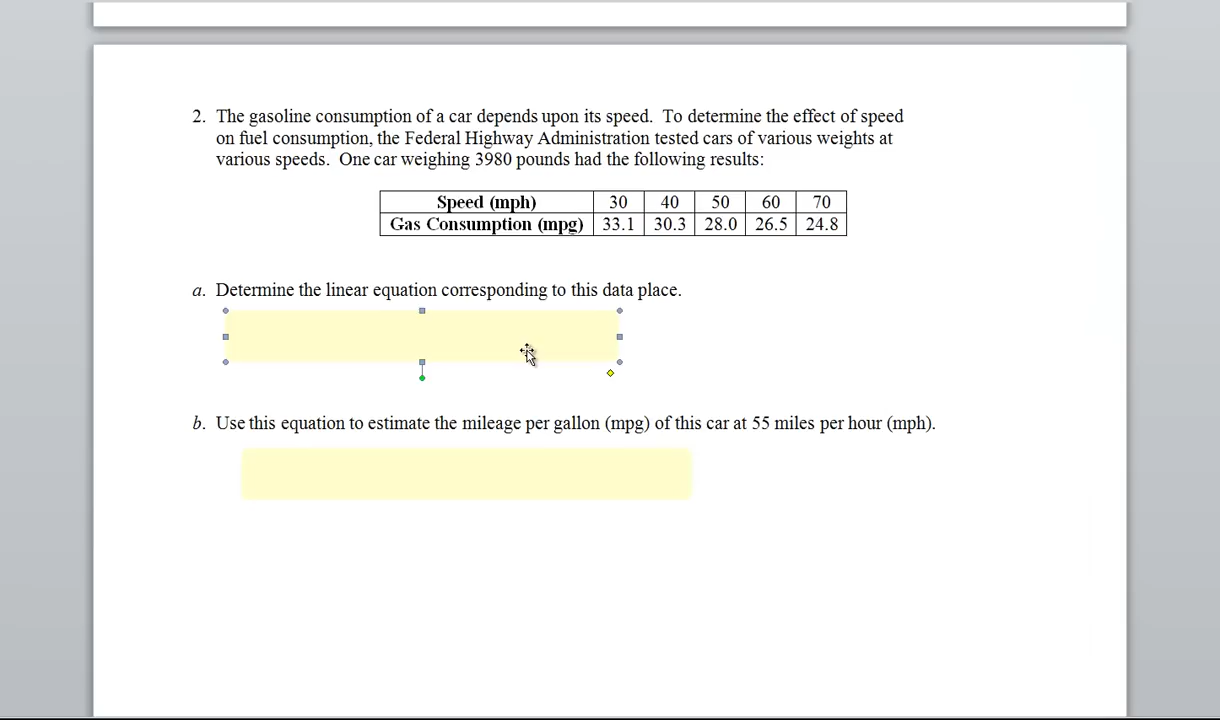 2. The gasoline consumption of a car depends upon its speed. To determine the effect of speed
on fuel consumption, the Federal Highway Administration tested cars of various weights at
various speeds. One car weighing 3980 pounds had the following results:
Speed (mph) 30 40 50 60 70
Gas Consumption (mpg) 33.1 30.3 28.0 26.5 24.8
a. Determine the linear equation corresponding to this data place.
b. Use this equation to estimate the mileage per gallon (mpg) of this car at 55 miles per hour (mph).